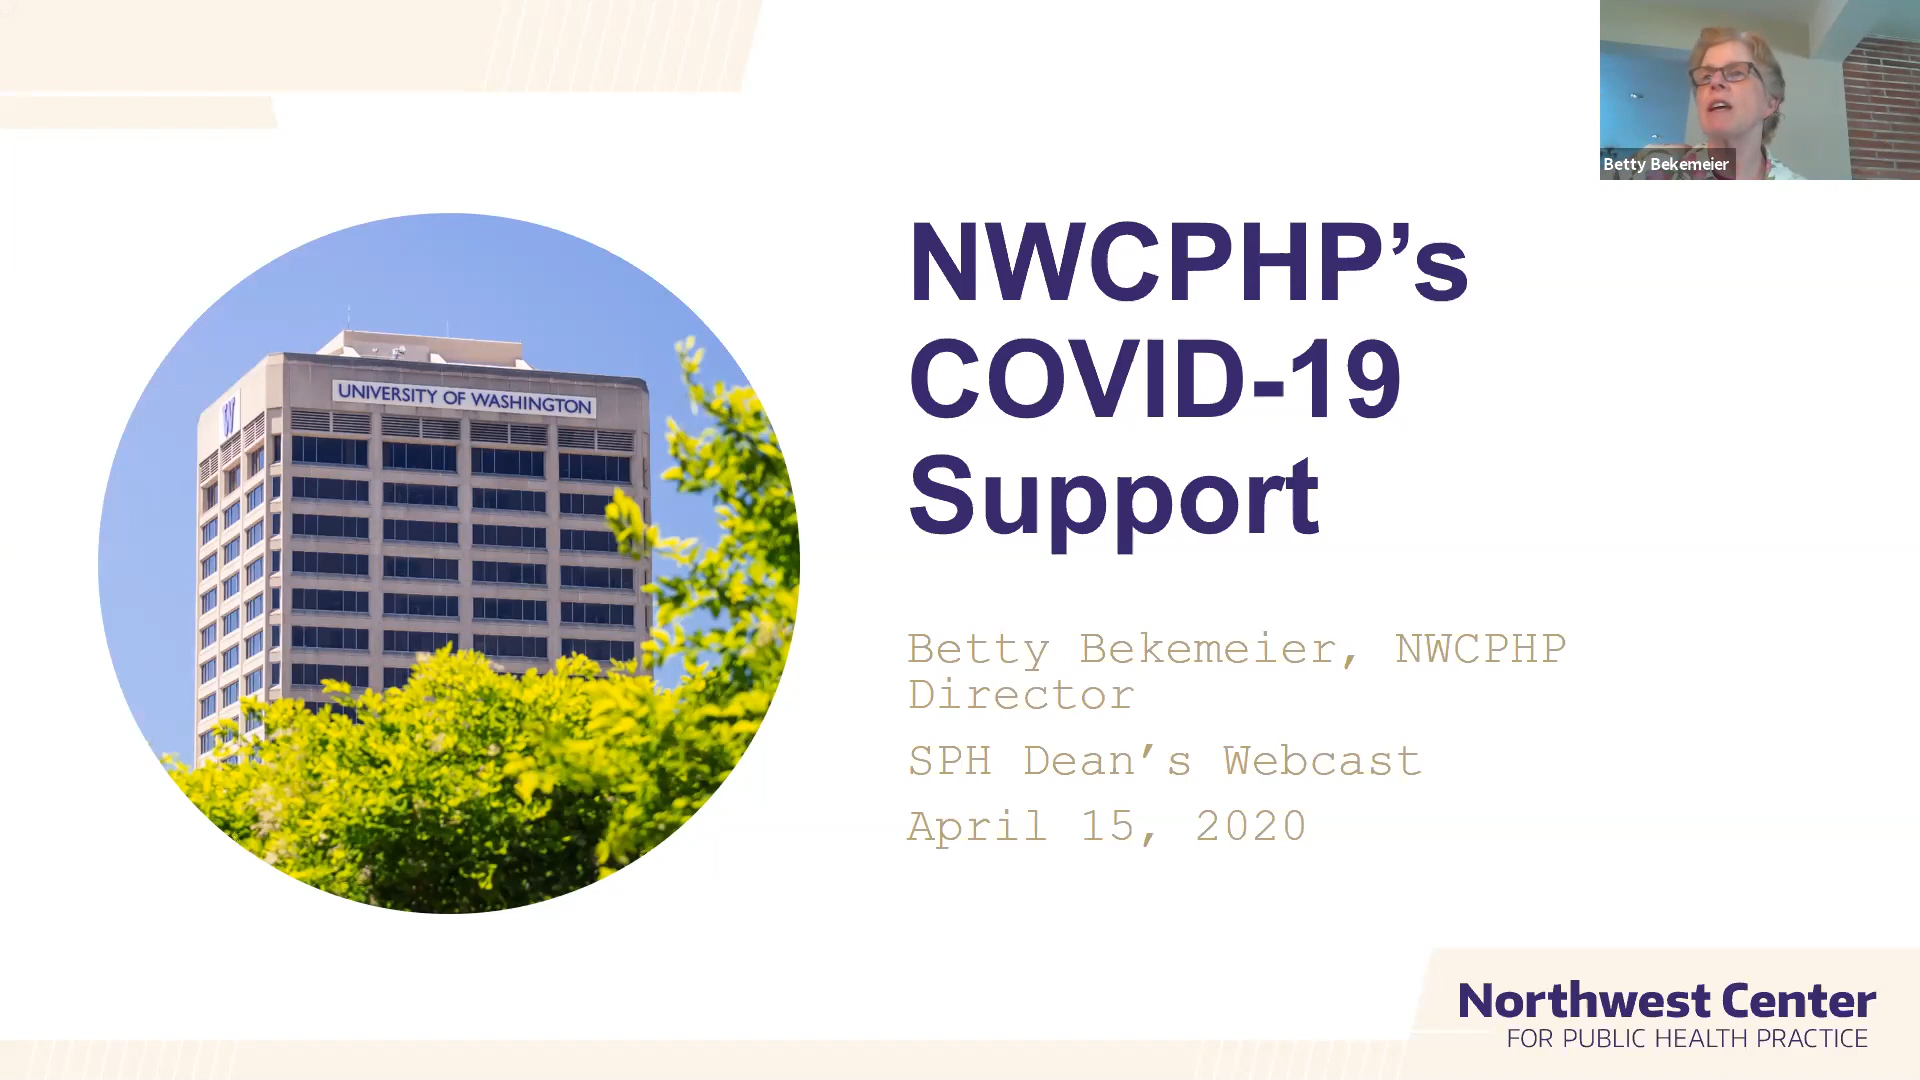 Betty Bekemeier
NWCPHP’s
COVID-19
Support
UNIVERSITY OF WASHINGTON
W
Betty Bekemeier, NWCPHP
Director
SPH Dean’s Webcast
April 15, 2020
Northwest Center
FOR PUBLIC HEALTH PRACTICE